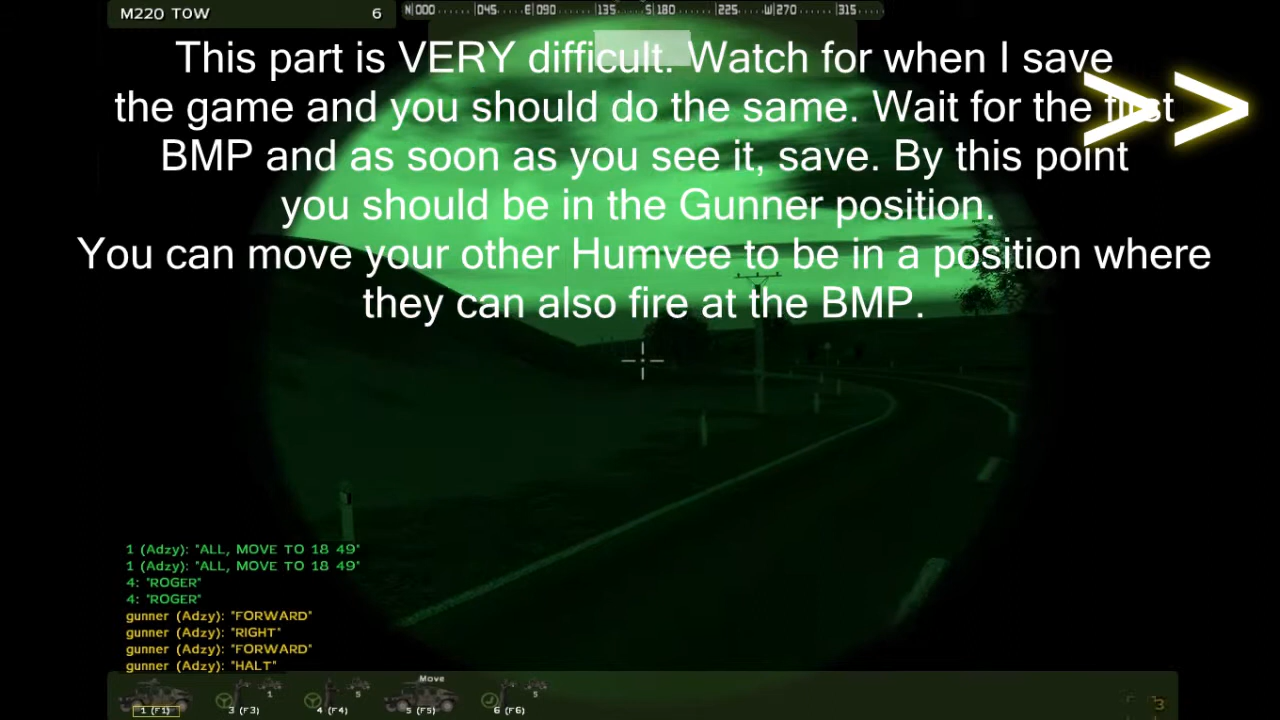 M220 TOW 6
N|000 |045 E|090 |135 S|180 |225 W|270 |315
This part is VERY difficult. Watch for when I save
the game and you should do the same. Wait for the first
>>
BMP and as soon as you see it, save. By this point
you should be in the Gunner position.
You can move your other Humvee to be in a position where
they can also fire at the BMP.
1 (Adzy): "ALL, MOVE TO 18 49"
1 (Adzy): "ALL, MOVE TO 18 49"
4: "ROGER"
4: "ROGER"
gunner (Adzy): "FORWARD"
gunner (Adzy): "RIGHT"
gunner (Adzy): "FORWARD"
gunner (Adzy): "HALT"
Move
1 5 5
1 (F1) 3 (F3) 4 (F4) 5 (F5) 6 (F6)
3